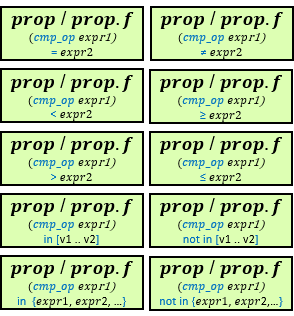 prop / prop.f
(cmp_op expr1)
= expr2
prop / prop.f
(cmp_op expr1)
≠ expr2
prop / prop.f
(cmp_op expr1)
< expr2
prop / prop.f
(cmp_op expr1)
≥ expr2
prop / prop.f
(cmp_op expr1)
> expr2
prop / prop.f
(cmp_op expr1)
≤ expr2
prop / prop.f
(cmp_op expr1)
in [v1 .. v2]
prop / prop.f
(cmp_op expr1)
not in [v1 .. v2]
prop / prop.f
(cmp_op expr1)
in {expr1, expr2, ...}
prop / prop.f
(cmp_op expr1)
not in {expr1, expr2,...}